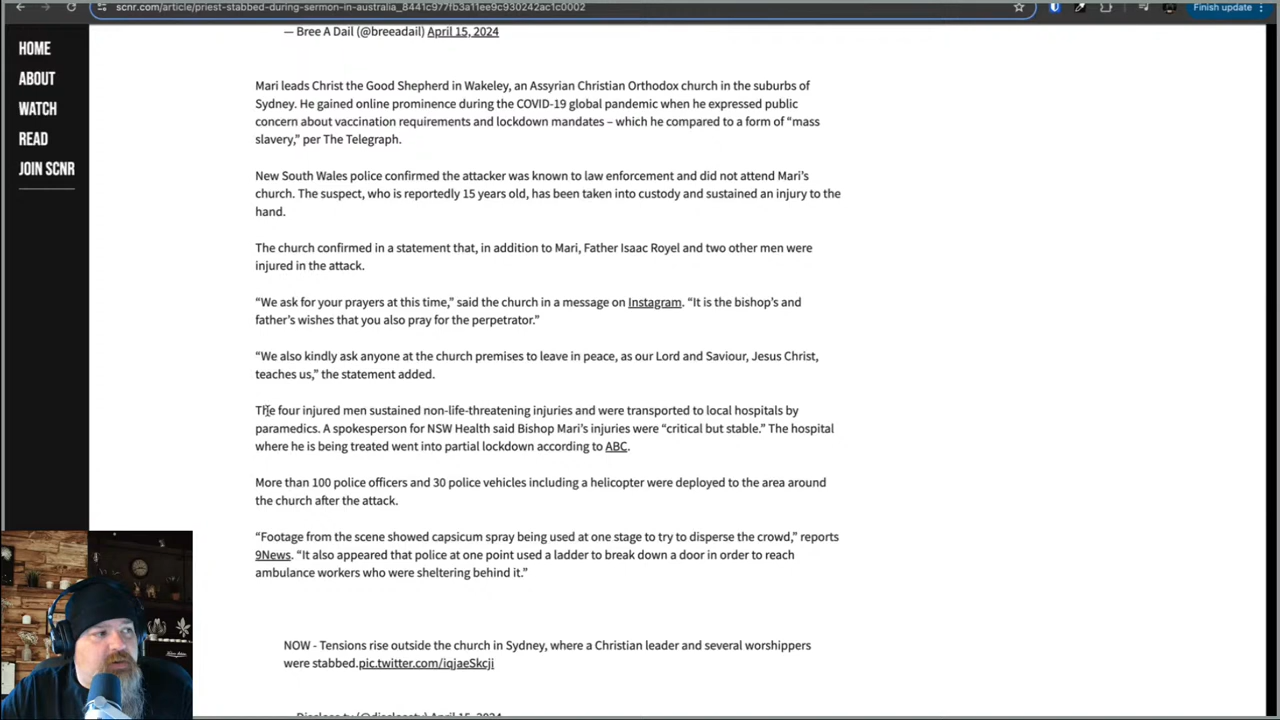 scnr.com/article/priest-stabbed-during-sermon-in-australia_8441c977fb3a11ee9c930242ac1c0002
Finish update
HOME
ABOUT
WATCH
READ
JOIN SCNR
— Bree A Dail (@breeadail) April 15, 2024
Mari leads Christ the Good Shepherd in Wakeley, an Assyrian Christian Orthodox church in the suburbs of
Sydney. He gained online prominence during the COVID-19 global pandemic when he expressed public
concern about vaccination requirements and lockdown mandates – which he compared to a form of “mass
slavery,” per The Telegraph.
New South Wales police confirmed the attacker was known to law enforcement and did not attend Mari’s
church. The suspect, who is reportedly 15 years old, has been taken into custody and sustained an injury to the
hand.
The church confirmed in a statement that, in addition to Mari, Father Isaac Royel and two other men were
injured in the attack.
“We ask for your prayers at this time,” said the church in a message on Instagram. “It is the bishop’s and
father’s wishes that you also pray for the perpetrator.”
“We also kindly ask anyone at the church premises to leave in peace, as our Lord and Saviour, Jesus Christ,
teaches us,” the statement added.
The four injured men sustained non-life-threatening injuries and were transported to local hospitals by
paramedics. A spokesperson for NSW Health said Bishop Mari’s injuries were “critical but stable.” The hospital
where he is being treated went into partial lockdown according to ABC.
More than 100 police officers and 30 police vehicles including a helicopter were deployed to the area around
the church after the attack.
“Footage from the scene showed capsicum spray being used at one stage to try to disperse the crowd,” reports
9News. “It also appeared that police at one point used a ladder to break down a door in order to reach
ambulance workers who were sheltering behind it.”
NOW - Tensions rise outside the church in Sydney, where a Christian leader and several worshippers
were stabbed.pic.twitter.com/iqjaeSkcji
— Disclose.tv (@disclosetv) April 15, 2024